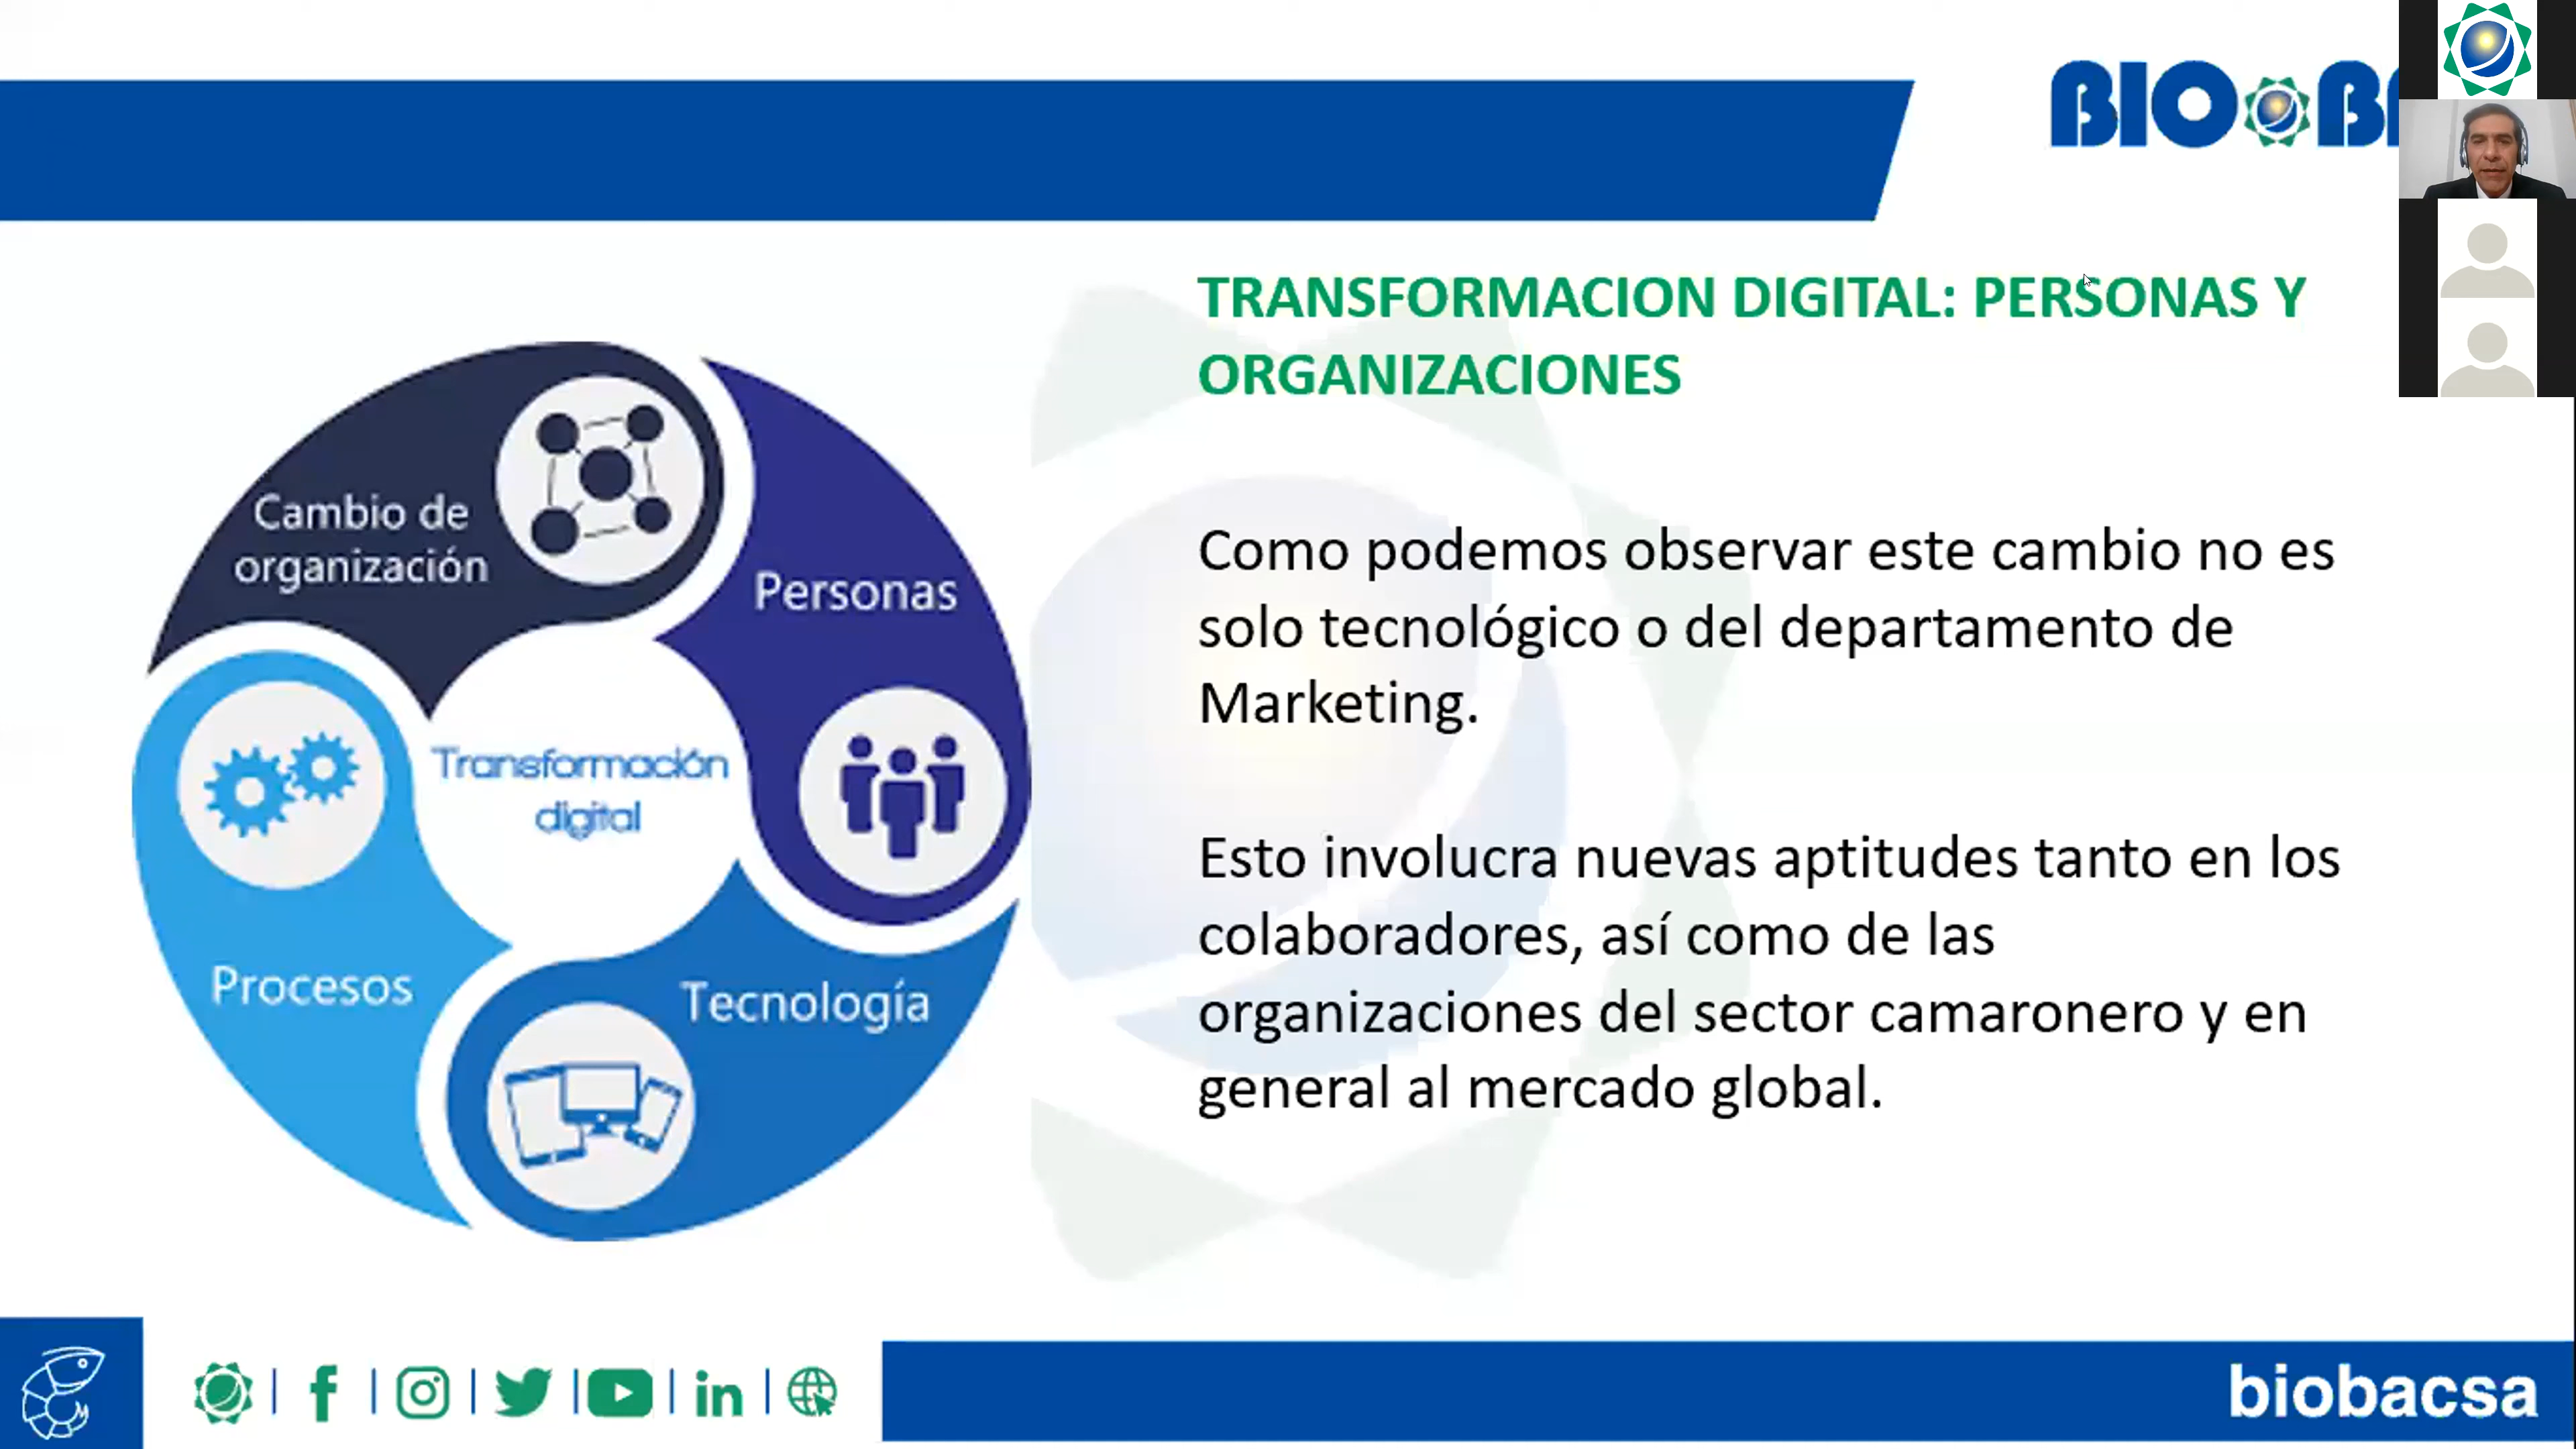 BIO
TRANSFORMACION DIGITAL: PERSONAS Y
ORGANIZACIONES
Cambio de
organización
Personas
Transformación
digital
Procesos
Tecnología
Como podemos observar este cambio no es
solo tecnológico o del departamento de
Marketing.
Esto involucra nuevas aptitudes tanto en los
colaboradores, así como de las
organizaciones del sector camaronero y en
general al mercado global.
biobacsa